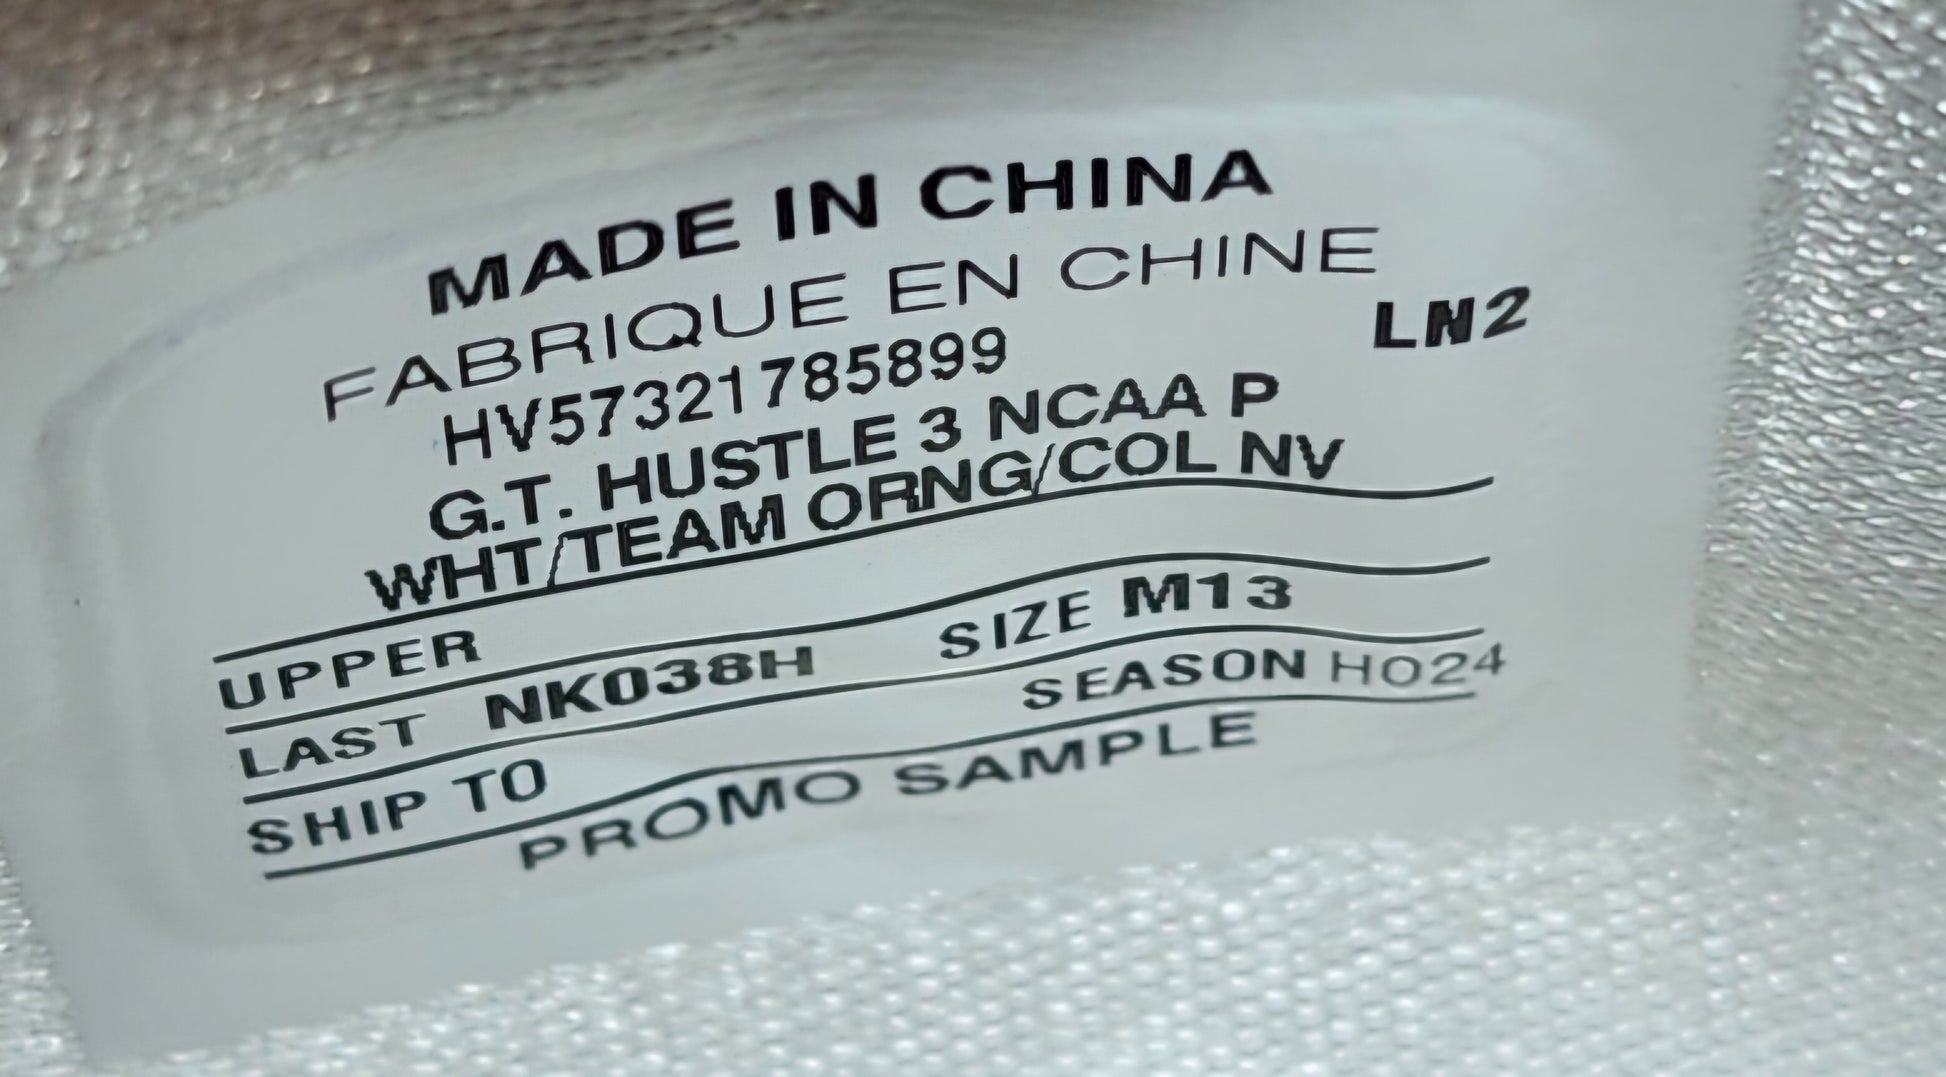 MADE IN CHINA
FABRIQUE EN CHINE
LN2
HV57321785899
G.T. HUSTLE 3 NCAA P
WHT/TEAM ORNG/COL NV
UPPER
LAST NK038H SIZE M13
SHIP TO SEASON HO24
PROMO SAMPLE